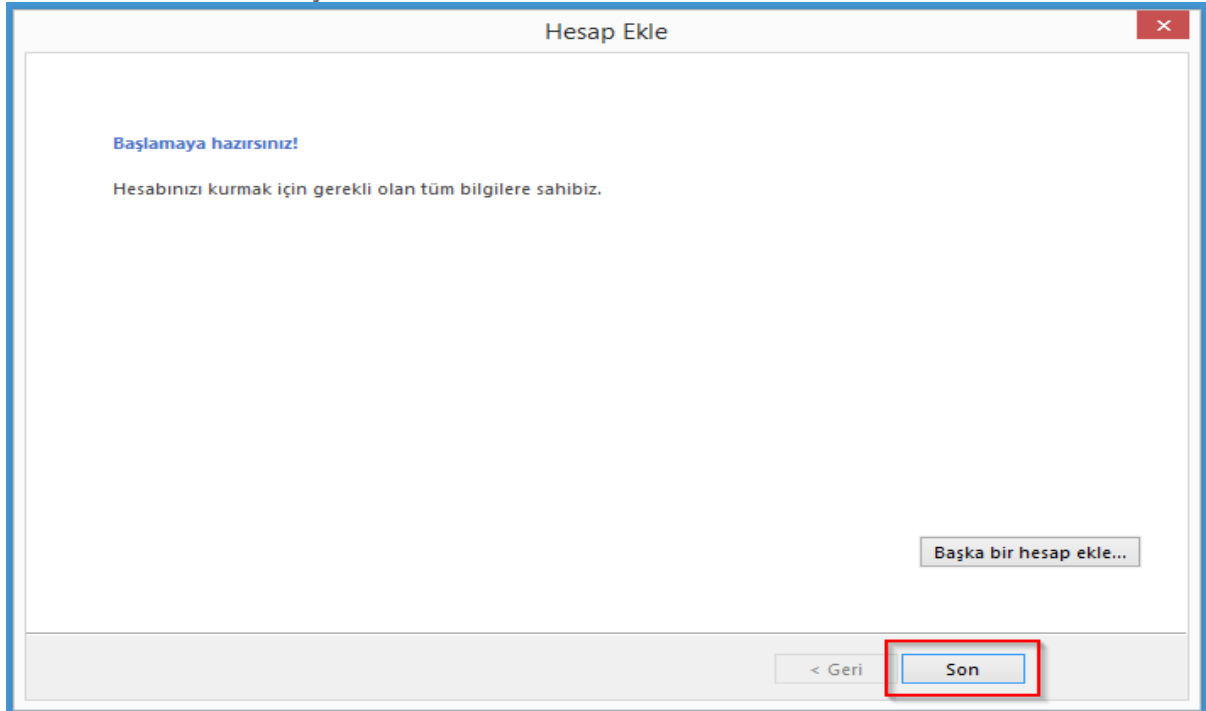 Hesap Ekle
Başlamaya hazırsınız!
Hesabınızı kurmak için gerekli olan tüm bilgilere sahibiz.
Başka bir hesap ekle...
< Geri
Son